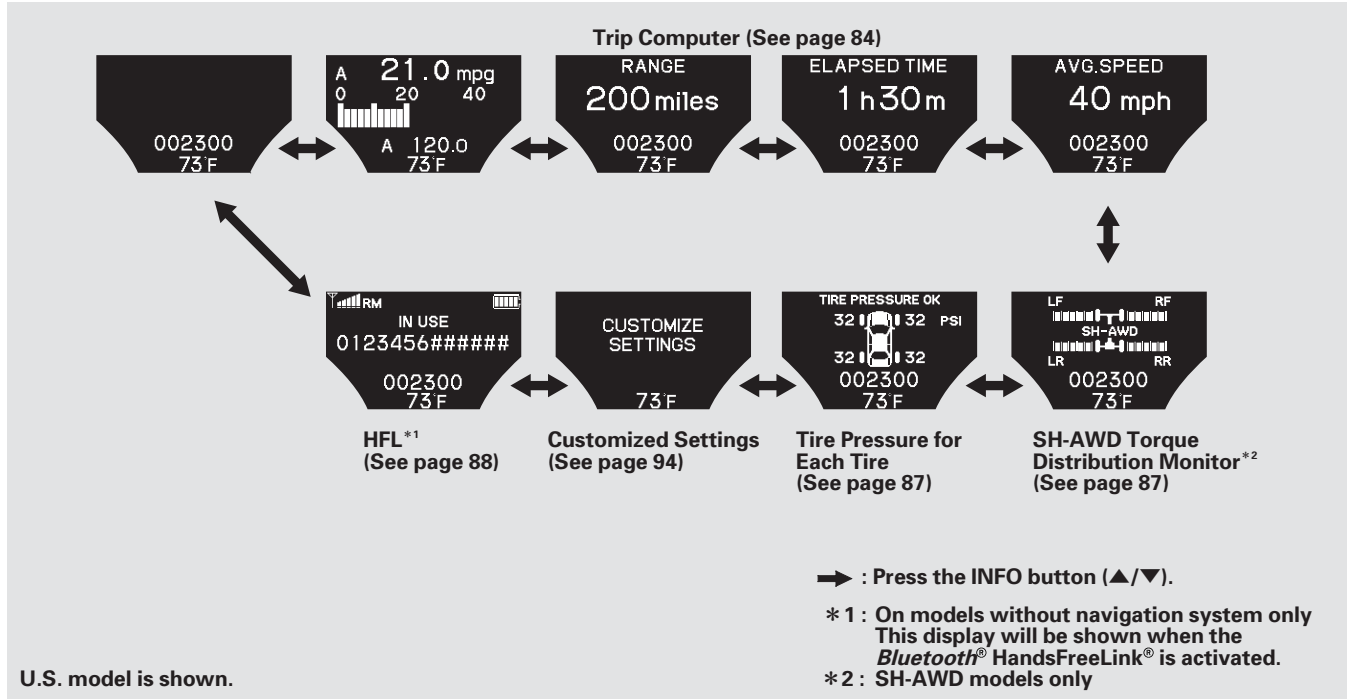 Trip Computer (See page 84)
002300
73°F
A 21.0 mpg
0 20 40
A 120.0
73°F
RANGE
200 miles
002300
73°F
ELAPSED TIME
1h30m
002300
73°F
AVG.SPEED
40 mph
002300
73°F
RM
IN USE
0123456######
002300
73°F
HFL*1
(See page 88)
CUSTOMIZE
SETTINGS
73°F
Customized Settings
(See page 94)
TIRE PRESSURE OK
32 32 PSI
32 32
002300
73°F
Tire Pressure for
Each Tire
(See page 87)
LF RF
SH-AWD
LR RR
002300
73°F
SH-AWD Torque
Distribution Monitor*2
(See page 87)
: Press the INFO button (▲/▼).
*1 : On models without navigation system only
This display will be shown when the
Bluetooth® HandsFreeLink® is activated.
*2 : SH-AWD models only
U.S. model is shown.